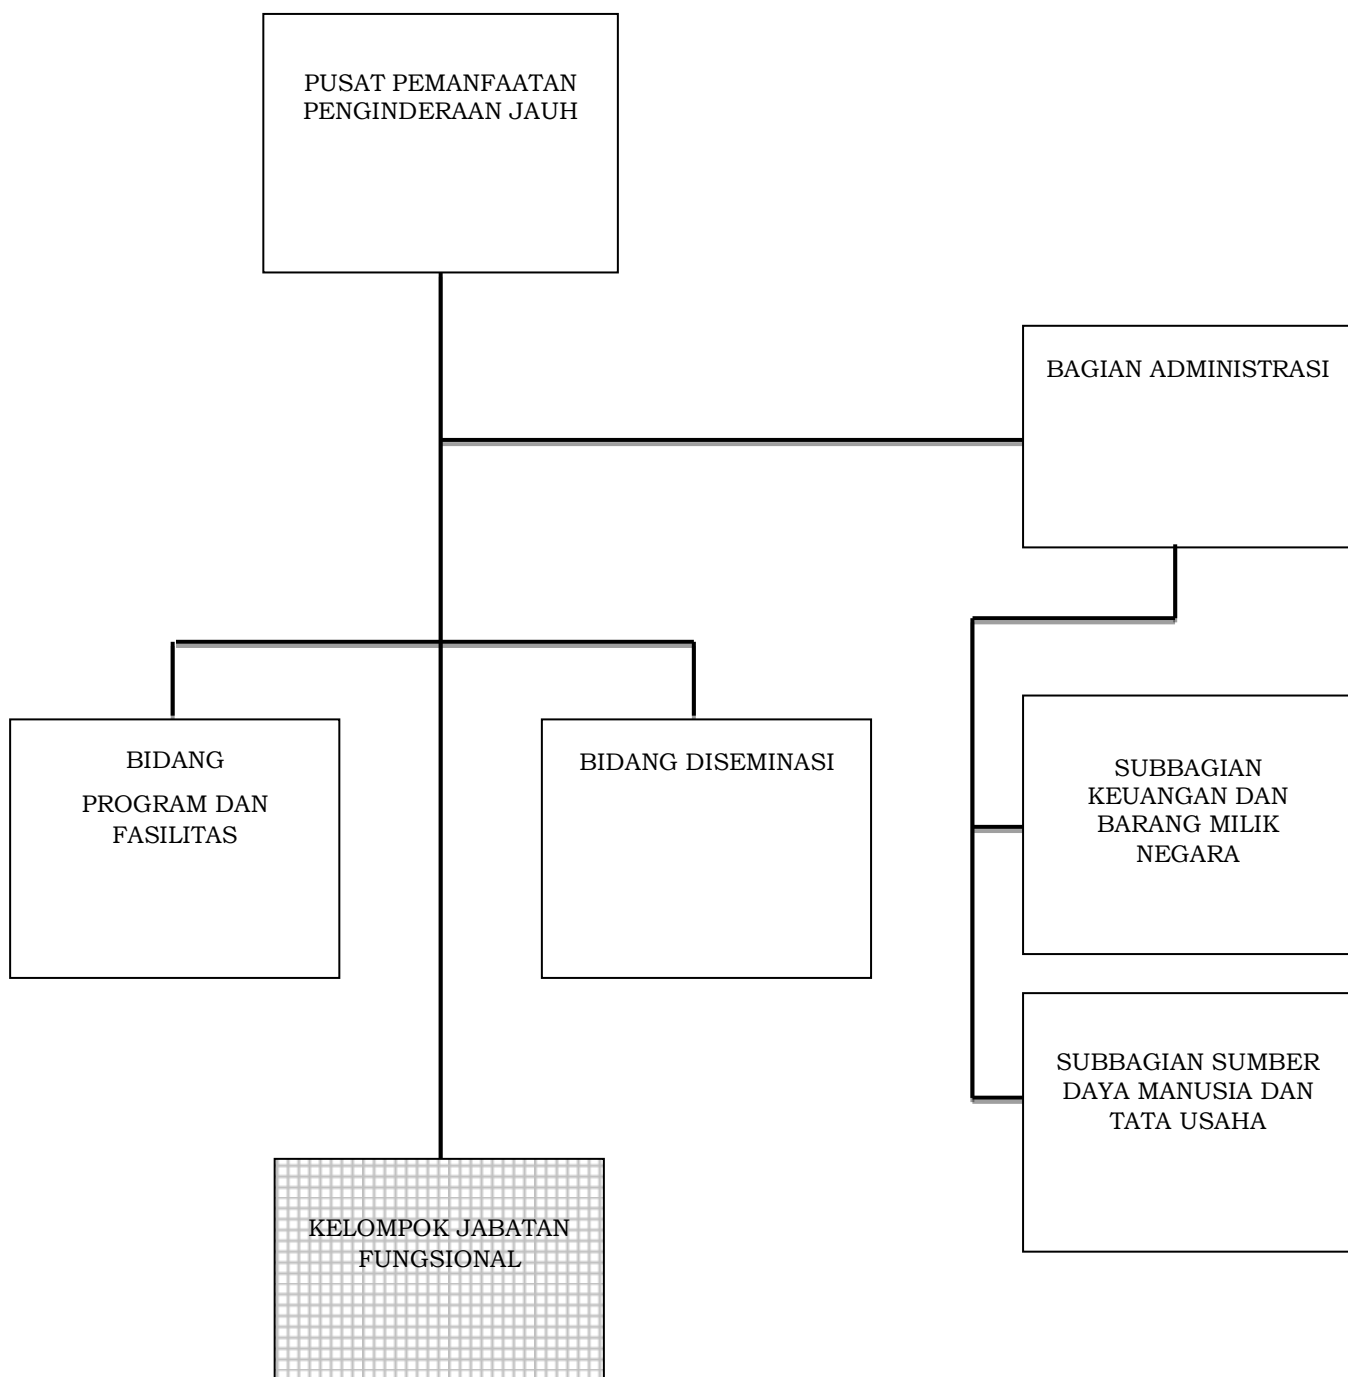 PUSAT PEMANFAATAN
PENGINDERAAN JAUH
BAGIAN ADMINISTRASI
BIDANG
PROGRAM DAN
FASILITAS
BIDANG DISEMINASI
SUBBAGIAN
KEUANGAN DAN
BARANG MILIK
NEGARA
SUBBAGIAN SUMBER
DAYA MANUSIA DAN
TATA USAHA
KELOMPOK JABATAN
FUNGSIONAL